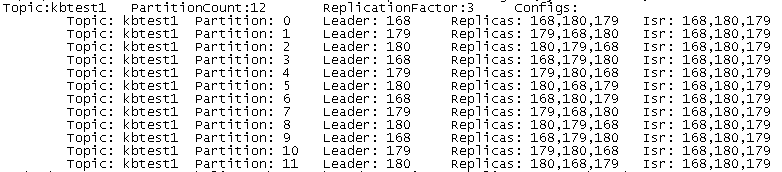 Topic:kbtest1 PartitionCount:12 ReplicationFactor:3 Configs:
Topic: kbtest1 Partition: 0 Leader: 168 Replicas: 168,180,179 Isr: 168,180,179
Topic: kbtest1 Partition: 1 Leader: 179 Replicas: 179,168,180 Isr: 168,180,179
Topic: kbtest1 Partition: 2 Leader: 180 Replicas: 180,179,168 Isr: 168,180,179
Topic: kbtest1 Partition: 3 Leader: 168 Replicas: 168,179,180 Isr: 168,180,179
Topic: kbtest1 Partition: 4 Leader: 179 Replicas: 179,180,168 Isr: 168,180,179
Topic: kbtest1 Partition: 5 Leader: 180 Replicas: 180,168,179 Isr: 168,180,179
Topic: kbtest1 Partition: 6 Leader: 168 Replicas: 168,180,179 Isr: 168,180,179
Topic: kbtest1 Partition: 7 Leader: 179 Replicas: 179,168,180 Isr: 168,180,179
Topic: kbtest1 Partition: 8 Leader: 180 Replicas: 180,179,168 Isr: 168,180,179
Topic: kbtest1 Partition: 9 Leader: 168 Replicas: 168,179,180 Isr: 168,180,179
Topic: kbtest1 Partition: 10 Leader: 179 Replicas: 179,180,168 Isr: 168,180,179
Topic: kbtest1 Partition: 11 Leader: 180 Replicas: 180,168,179 Isr: 168,180,179